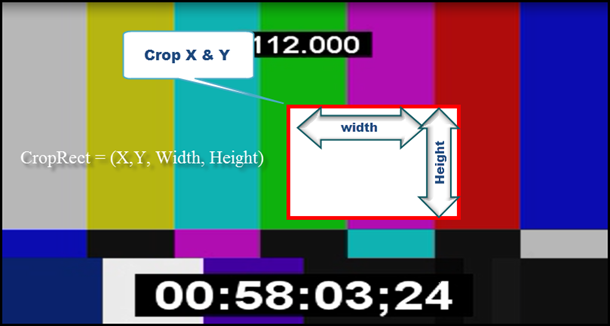 112.000
Crop X & Y
width
Height
CropRect = (X,Y, Width, Height)
00:58:03;24